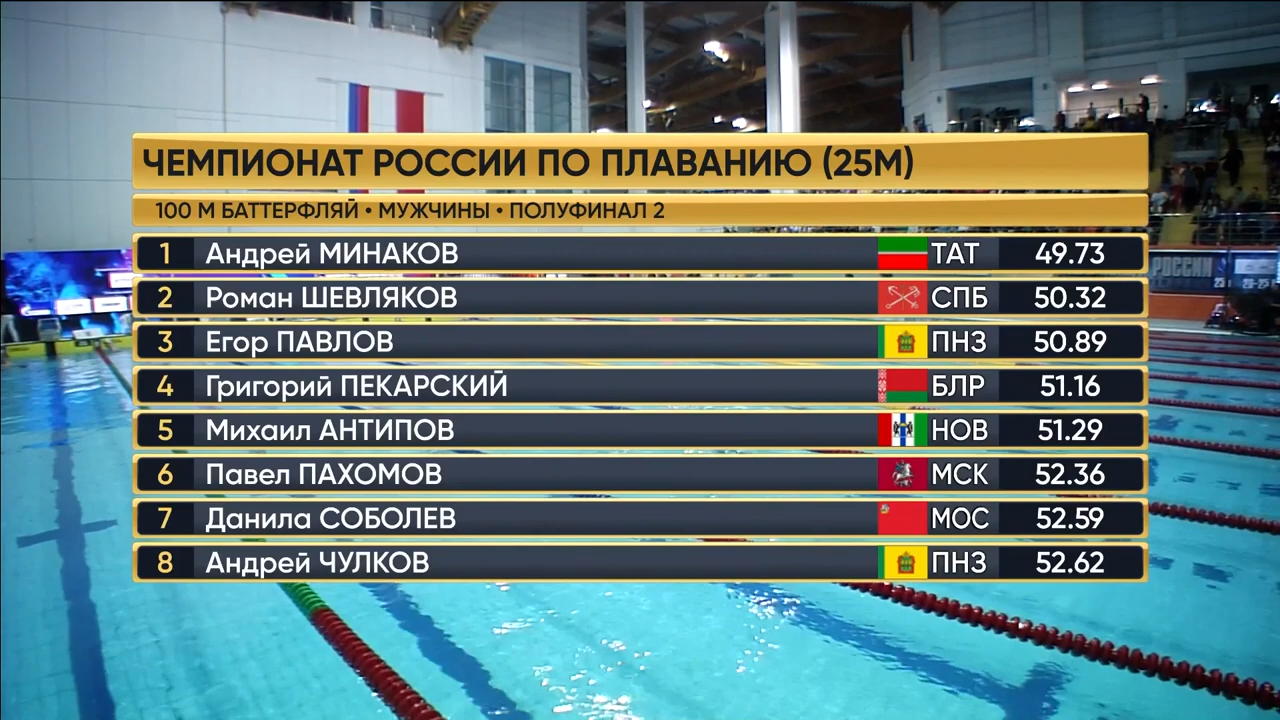 ЧЕМПИОНАТ РОССИИ ПО ПЛАВАНИЮ (25М)
100 М БАТТЕРФЛЯЙ • МУЖЧИНЫ • ПОЛУФИНАЛ 2
1 Андрей МИНАКОВ ТАТ 49.73
2 Роман ШЕВЛЯКОВ СПБ 50.32
3 Егор ПАВЛОВ ПНЗ 50.89
4 Григорий ПЕКАРСКИЙ БЛР 51.16
5 Михаил АНТИПОВ НОВ 51.29
6 Павел ПАХОМОВ МСК 52.36
7 Данила СОБОЛЕВ МОС 52.59
8 Андрей ЧУЛКОВ ПНЗ 52.62
РОССИИ